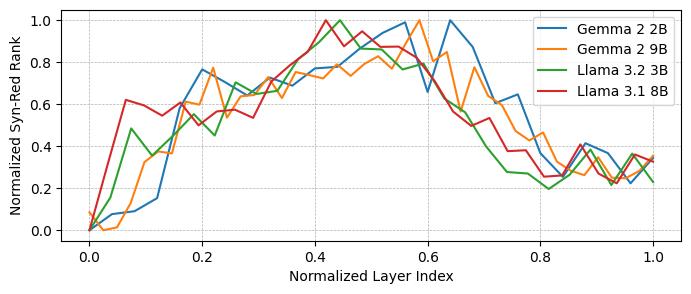 Normalized Syn-Red Rank
1.0
0.8
0.6
0.4
0.2
0.0
Gemma 2 2B
Gemma 2 9B
Llama 3.2 3B
Llama 3.1 8B
0.0 0.2 0.4 0.6 0.8 1.0
Normalized Layer Index